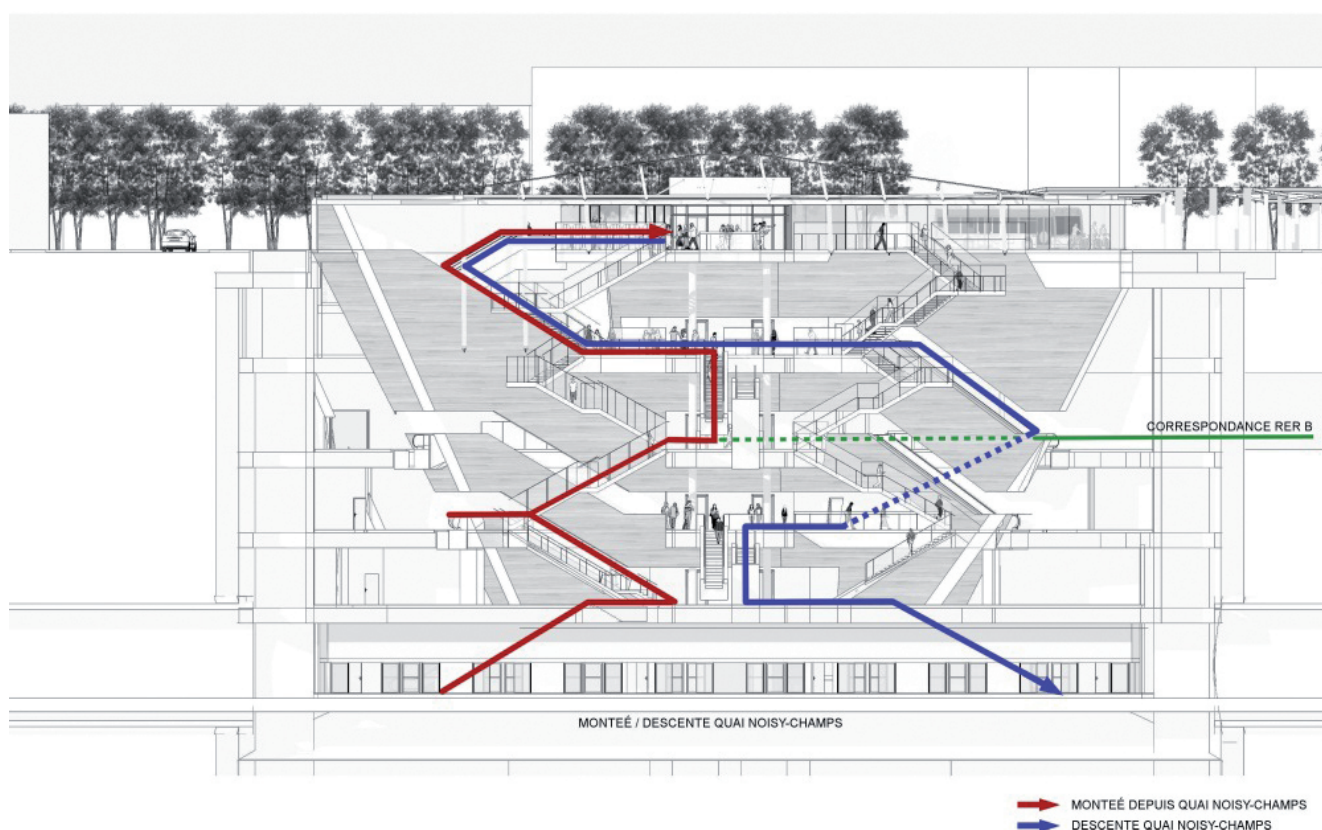 CORRESPONDANCE RER B
MONTEÉ / DESCENTE QUAI NOISY-CHAMPS
MONTEÉ DEPUIS QUAI NOISY-CHAMPS
DESCENTE QUAI NOISY-CHAMPS